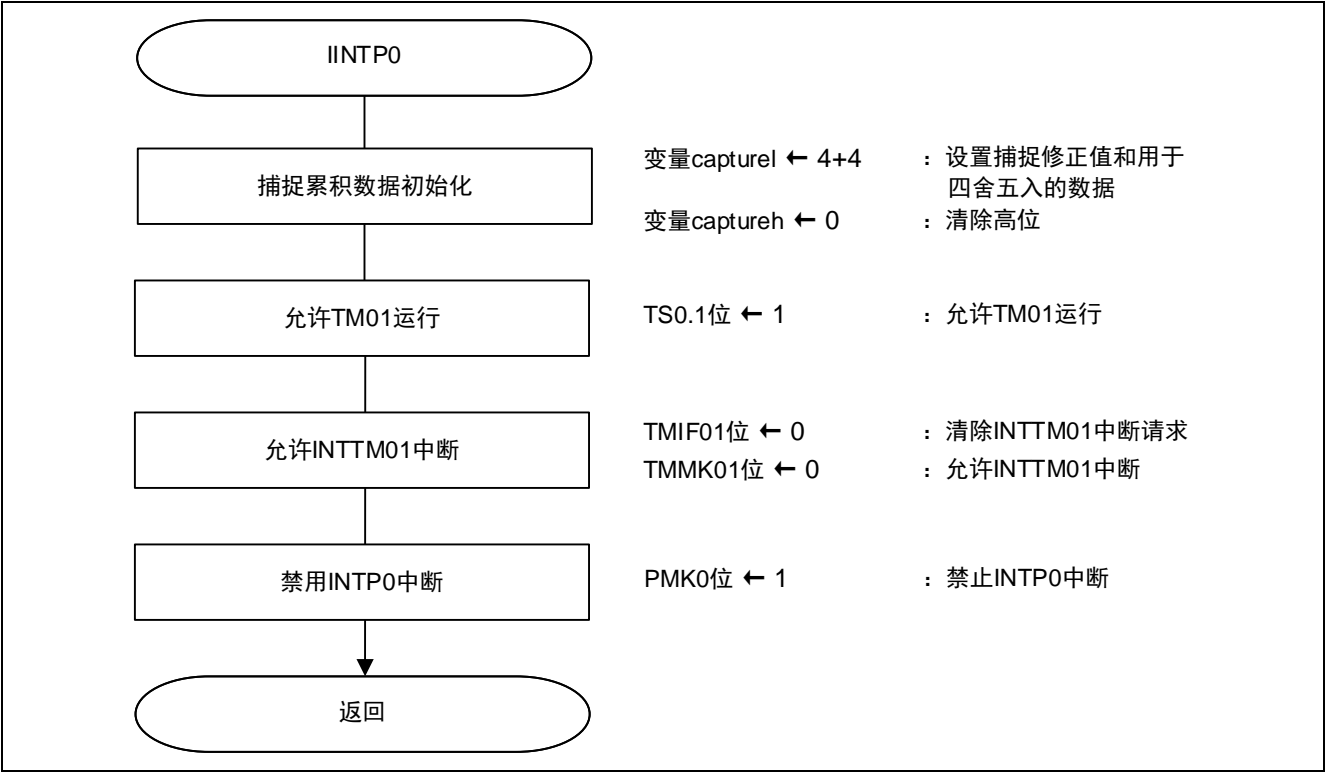 IINTP0
捕捉累积数据初始化
变量capturel ← 4+4 ：设置捕捉修正值和用于
四舍五入的数据
变量captureh ← 0 ：清除高位
允许TM01运行
TS0.1位 ← 1 ：允许TM01运行
允许INTTM01中断
TMIF01位 ← 0 ：清除INTTM01中断请求
TMMK01位 ← 0 ：允许INTTM01中断
禁用INTP0中断
PMK0位 ← 1 ：禁止INTP0中断
返回